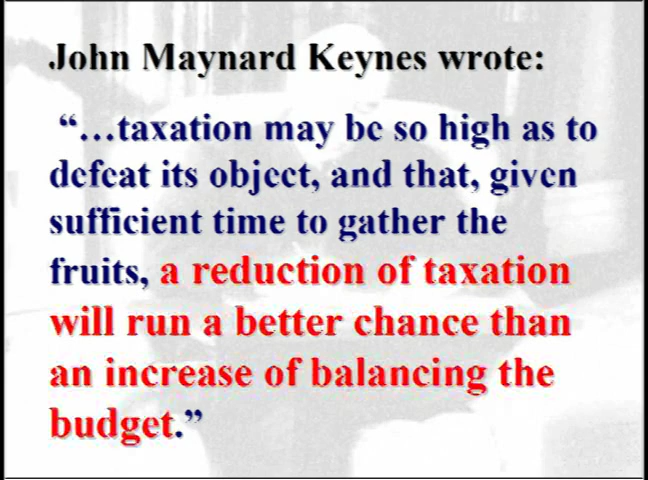 John Maynard Keynes wrote:
“…taxation may be so high as to
defeat its object, and that, given
sufficient time to gather the
fruits, a reduction of taxation
will run a better chance than
an increase of balancing the
budget.”